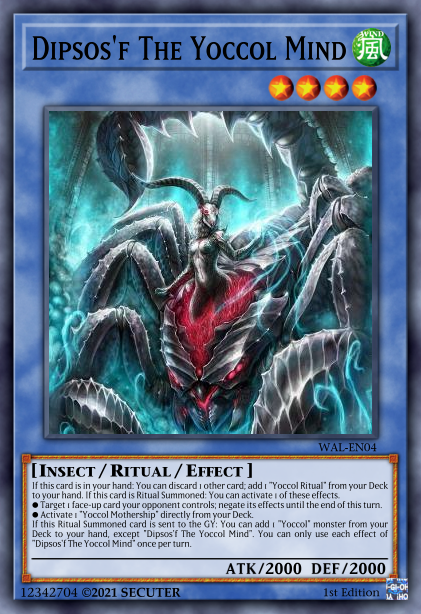 Dipsos'f The Yoccol Mind
WIND
風
WAL-EN04
[ Insect / Ritual / Effect ]
If this card is in your hand: You can discard 1 other card; add 1 "Yoccol Ritual" from your Deck
to your hand. If this card is Ritual Summoned: You can activate 1 of these effects.
● Target 1 face-up card your opponent controls; negate its effects until the end of this turn.
● Activate 1 "Yoccol Mothership" directly from your Deck.
If this Ritual Summoned card is sent to the GY: You can add 1 "Yoccol" monster from your
Deck to your hand, except "Dipsos'f The Yoccol Mind". You can only use each effect of
"Dipsos'f The Yoccol Mind" once per turn.
ATK/2000 DEF/2000
12342704 ©2021 SECUTER
1st Edition